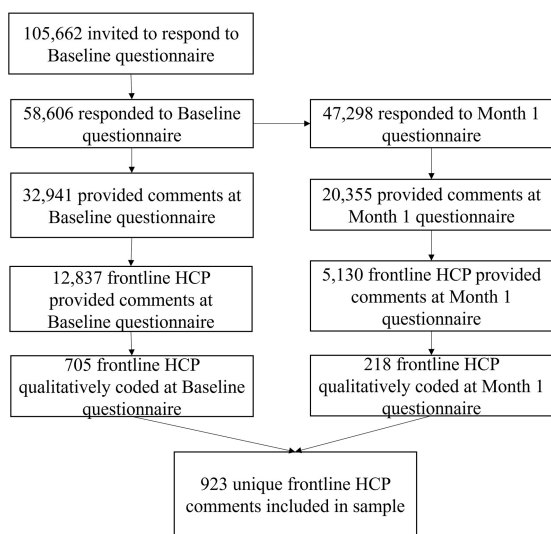 105,662 invited to respond to
Baseline questionnaire
58,606 responded to Baseline
questionnaire
47,298 responded to Month 1
questionnaire
32,941 provided comments at
Baseline questionnaire
20,355 provided comments at
Month 1 questionnaire
12,837 frontline HCP
provided comments at
Baseline questionnaire
5,130 frontline HCP provided
comments at Month 1
questionnaire
705 frontline HCP
qualitatively coded at Baseline
questionnaire
218 frontline HCP
qualitatively coded at Month 1
questionnaire
923 unique frontline HCP
comments included in sample